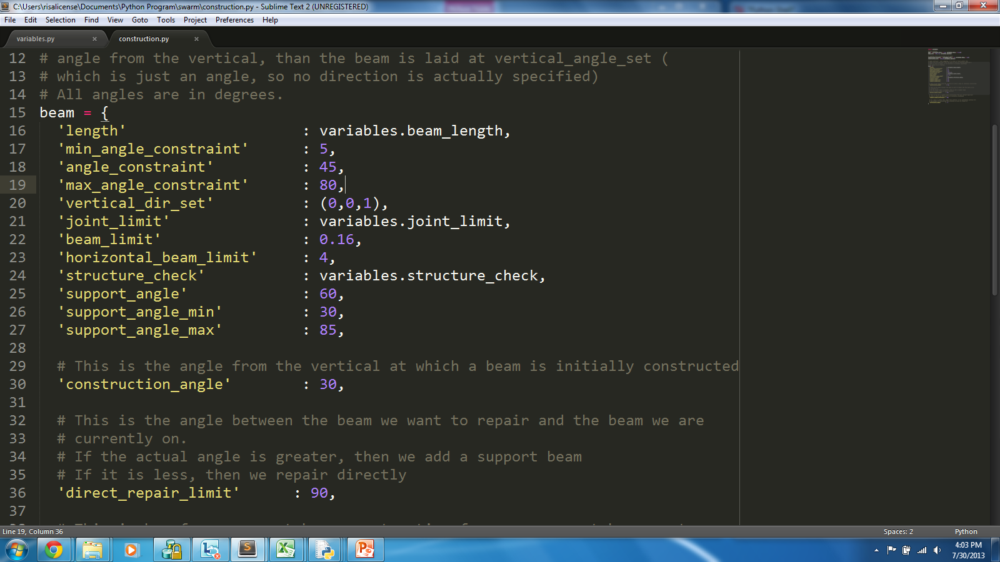 C:\Users\risalicense\Documents\Python Program\swarm\construction.py - Sublime Text 2 (UNREGISTERED)
File Edit Selection Find View Goto Tools Project Preferences Help
variables.py × construction.py ×
12 # angle from the vertical, than the beam is laid at vertical_angle_set (
13 # which is just an angle, so no direction is actually specified)
14 # All angles are in degrees.
15 beam = {
16 'length' : variables.beam_length,
17 'min_angle_constraint' : 5,
18 'angle_constraint' : 45,
19 'max_angle_constraint' : 80,
20 'vertical_dir_set' : (0,0,1),
21 'joint_limit' : variables.joint_limit,
22 'beam_limit' : 0.16,
23 'horizontal_beam_limit' : 4,
24 'structure_check' : variables.structure_check,
25 'support_angle' : 60,
26 'support_angle_min' : 30,
27 'support_angle_max' : 85,
28
29 # This is the angle from the vertical at which a beam is initially constructed
30 'construction_angle' : 30,
31
32 # This is the angle between the beam we want to repair and the beam we are
33 # currently on.
34 # If the actual angle is greater, then we add a support beam
35 # If it is less, then we repair directly
36 'direct_repair_limit' : 90,
37
Line 19, Column 36 Spaces: 2 Python
4:03 PM
7/30/2013